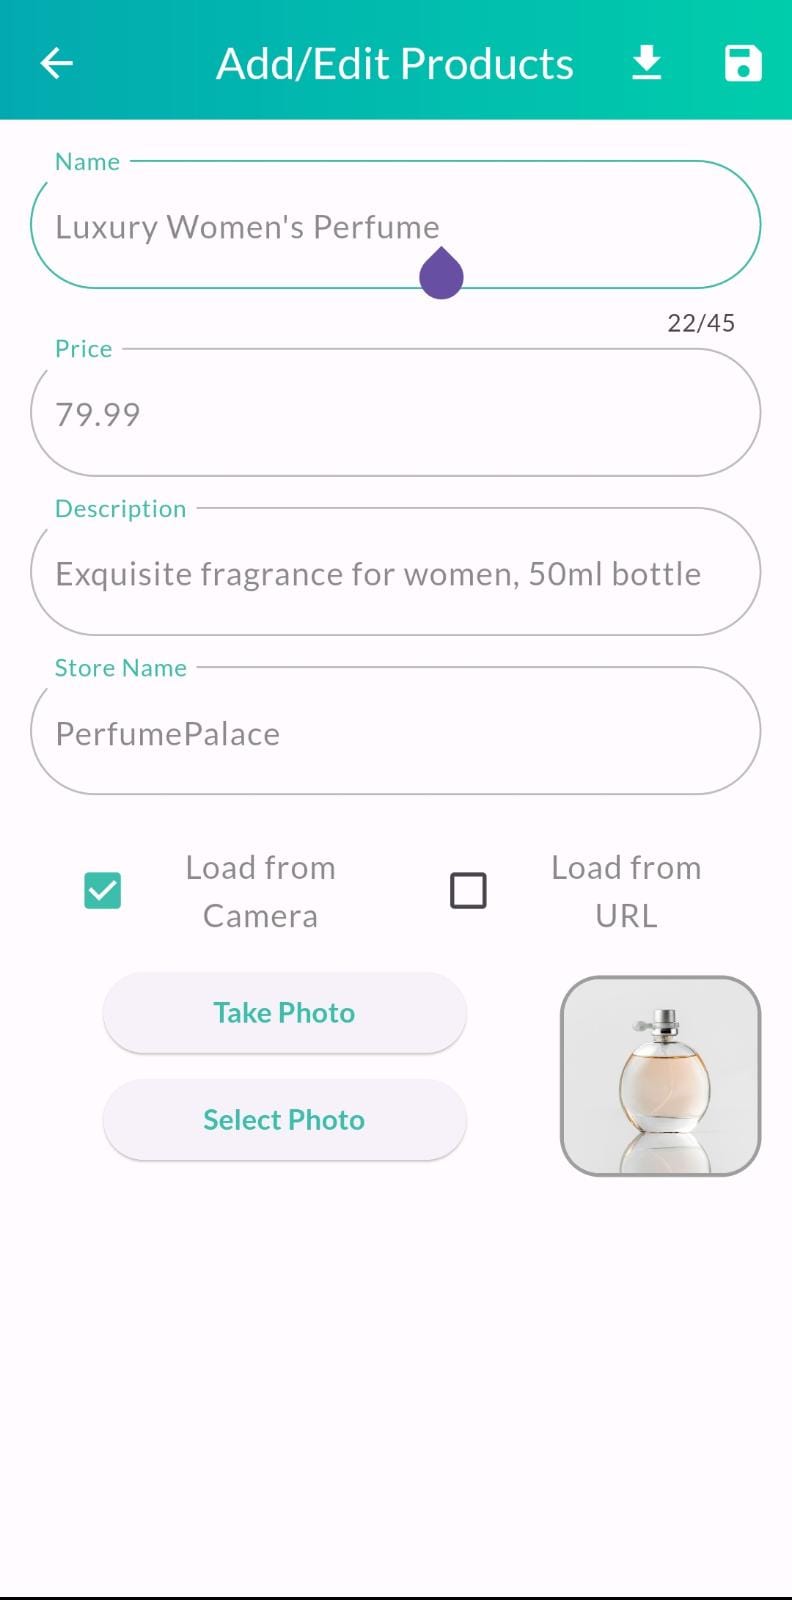 Add/Edit Products
Name
Luxury Women's Perfume
22/45
Price
79.99
Description
Exquisite fragrance for women, 50ml bottle
Store Name
PerfumePalace
Load from
Camera
Load from
URL
Take Photo
Select Photo